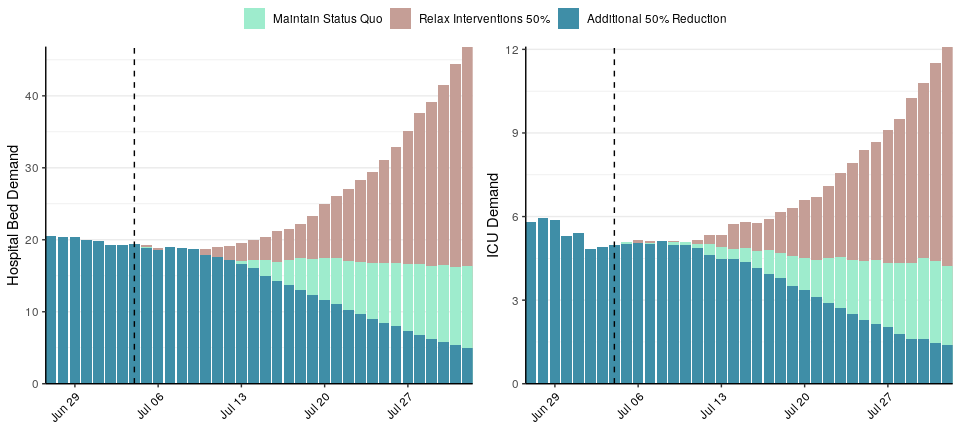 Maintain Status Quo Relax Interventions 50% Additional 50% Reduction
Hospital Bed Demand
40
30
20
10
0
Jun 29 Jul 06 Jul 13 Jul 20 Jul 27
ICU Demand
12
9
6
3
0
Jun 29 Jul 06 Jul 13 Jul 20 Jul 27